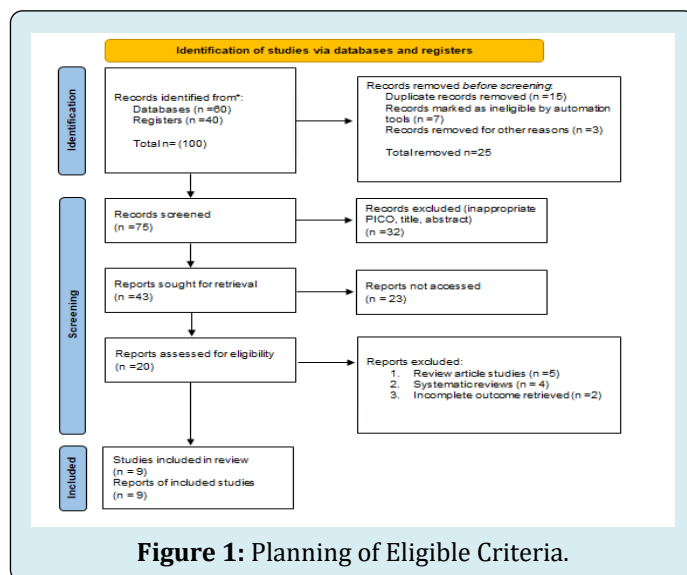 Identification of studies via databases and registers
Identification
Records identified from*:
Databases (n =60)
Registers (n =40)
Total n= (100)
Records removed before screening:
Duplicate records removed (n =15)
Records marked as ineligible by automation
tools (n =7)
Records removed for other reasons (n =3)
Total removed n=25
Screening
Records screened
(n =75)
Records excluded (inappropriate
PICO, title, abstract)
(n =32)
Reports sought for retrieval
(n =43)
Reports not accessed
(n = 23)
Reports assessed for eligibility
(n =20)
Reports excluded:
1. Review article studies (n =5)
2. Systematic reviews (n = 4)
3. Incomplete outcome retrieved (n =2)
Included
Studies included in review
(n = 9)
Reports of included studies
(n = 9)
Figure 1: Planning of Eligible Criteria.